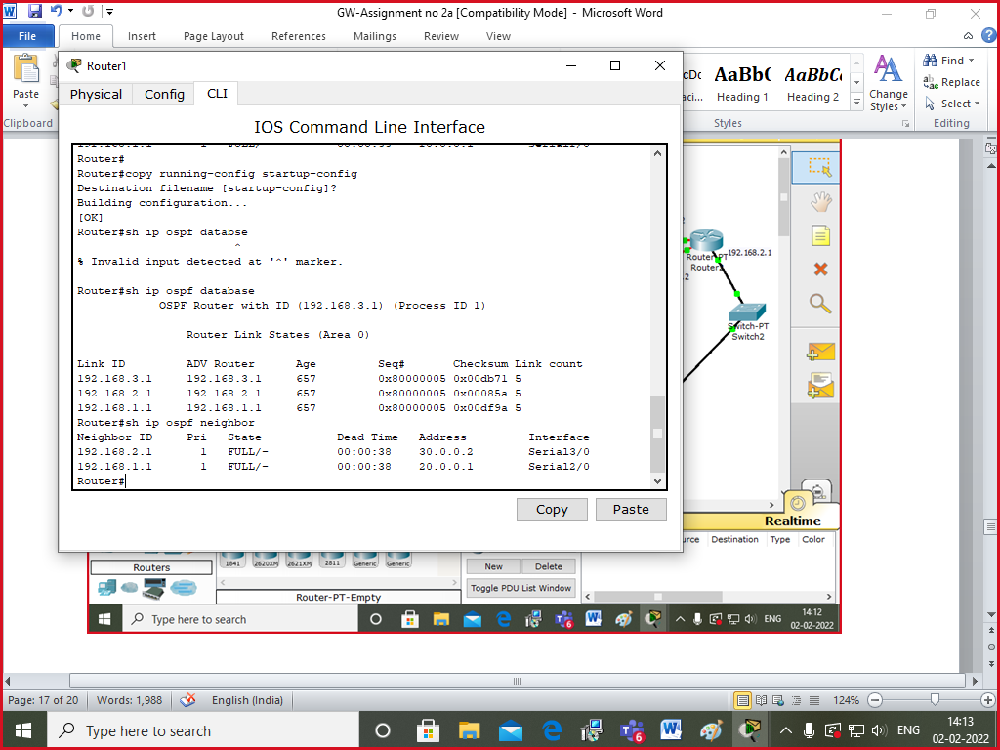 GW-Assignment no 2a [Compatibility Mode] - Microsoft Word
File Home Insert Page Layout References Mailings Review View
Paste
Clipboard
Router1
Physical Config CLI
IOS Command Line Interface
192.168.1.1 1 FULL/ 00:00:33 20.0.0.1 Serial2/0
Router#
Router#copy running-config startup-config
Destination filename [startup-config]?
Building configuration...
[OK]
Router#sh ip ospf databse
^
% Invalid input detected at '^' marker.
Router#sh ip ospf database
OSPF Router with ID (192.168.3.1) (Process ID 1)
Router Link States (Area 0)
Link ID ADV Router Age Seq# Checksum Link count
192.168.3.1 192.168.3.1 657 0x80000005 0x00db71 5
192.168.2.1 192.168.2.1 657 0x80000005 0x00085a 5
192.168.1.1 192.168.1.1 657 0x80000005 0x00df9a 5
Router#sh ip ospf neighbor
Neighbor ID Pri State Dead Time Address Interface
192.168.2.1 1 FULL/- 00:00:38 30.0.0.2 Serial3/0
192.168.1.1 1 FULL/- 00:00:38 20.0.0.1 Serial2/0
Router#
Copy Paste
AaBbC AaBbCc
Heading 1 Heading 2
Change
Styles
Styles
Find
Replace
Select
Editing
192.168.2.1
Router-PT
Router2
Switch-PT
Switch2
Realtime
Destination Type Color
1841 2620XM 2621XM 2811 Generic Generic
Routers
Router-PT-Empty
New Delete
Toggle PDU List Window
Type here to search
6
ENG
14:12
02-02-2022
Page: 17 of 20 Words: 1,988 English (India) 124%
Type here to search
6
ENG
14:13
02-02-2022